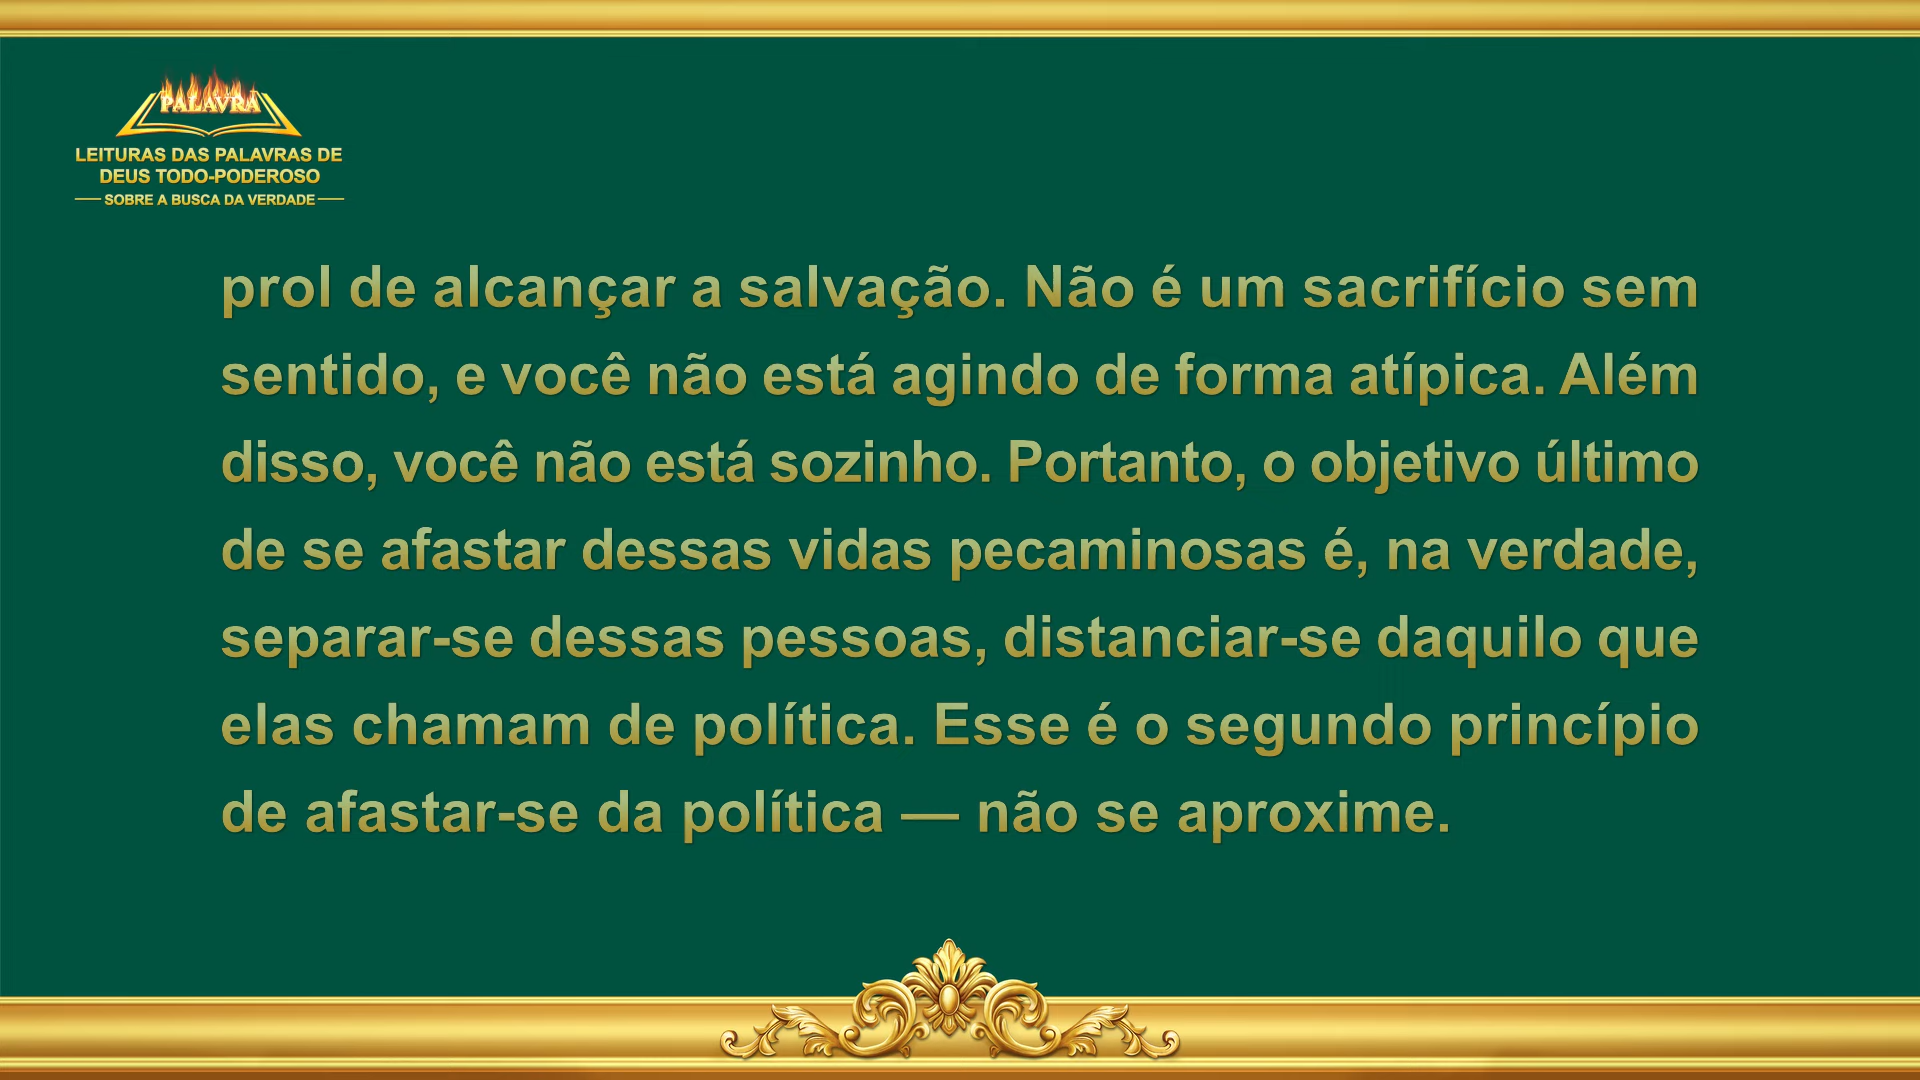 PALAVRA
LEITURAS DAS PALAVRAS DE
DEUS TODO-PODEROSO
SOBRE A BUSCA DA VERDADE
prol de alcançar a salvação. Não é um sacrifício sem
sentido, e você não está agindo de forma atípica. Além
disso, você não está sozinho. Portanto, o objetivo último
de se afastar dessas vidas pecaminosas é, na verdade,
separar-se dessas pessoas, distanciar-se daquilo que
elas chamam de política. Esse é o segundo princípio
de afastar-se da política — não se aproxime.